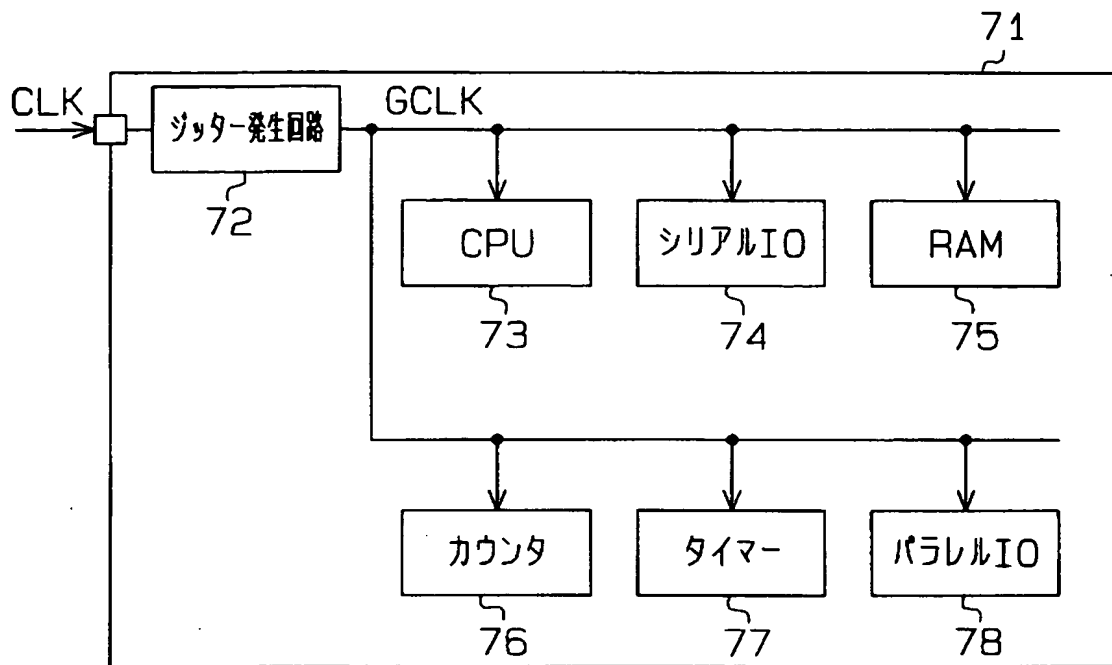 71
CLK
ジッター発生回路
GCLK
72
CPU
シリアルIO
RAM
73
74
75
カウンタ
タイマー
パラレルIO
76
77
78